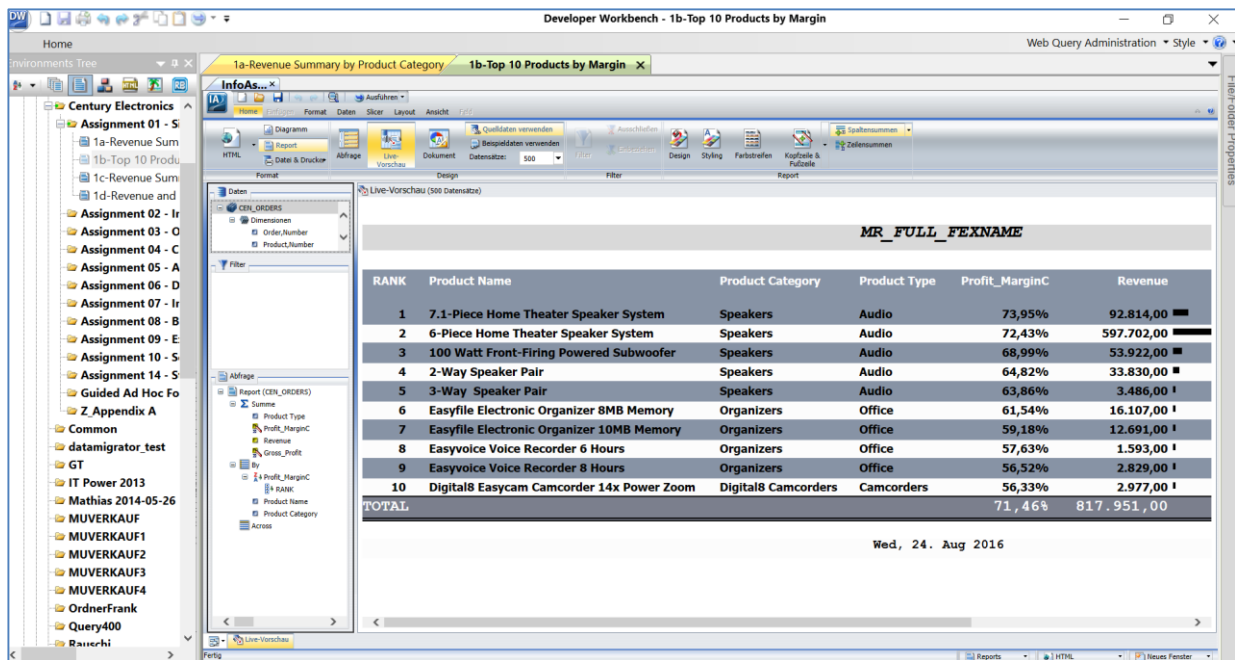 DW
Developer Workbench - 1b-Top 10 Products by Margin
Home
Web Query Administration
Style
Environments Tree
1a-Revenue Summary by Product Category
1b-Top 10 Products by Margin X
File/Folder Properties
Century Electronics
Assignment 01 - Si
1a-Revenue Sum
1b-Top 10 Produ
1c-Revenue Sum
1d-Revenue and
Assignment 02 - Ir
Assignment 03 - O
Assignment 04 - C
Assignment 05 - A
Assignment 06 - D
Assignment 07 - Ir
Assignment 08 - B
Assignment 09 - E
Assignment 10 - S
Assignment 14 - S
Guided Ad Hoc Fo
Z_Appendix A
Common
datamigrator_test
GT
IT Power 2013
Mathias 2014-05-26
MUVERKAUF
MUVERKAUF1
MUVERKAUF2
MUVERKAUF3
MUVERKAUF4
OrdnerFrank
Query400
Rauschi
InfoAs... ×
IA
Ausführen
Home Einfügen Format Daten Slicer Layout Ansicht Feld
HTML
Diagramm
Report
Datei & Drucker
Format
Abfrage
Live-Vorschau
Dokument
Quelldaten verwenden
Beispieldaten verwenden
Datensätze: 500
Design
Filter
Ausschließen
Einbeziehen
Filter
Design
Styling
Farbstreifen
Kopfzeile & Fußzeile
Spaltensummen
Zeilensummen
Report
Daten
CEN_ORDERS
Dimensionen
Order,Number
Product,Number
Filter
Abfrage
Report (CEN_ORDERS)
Summe
Product Type
Profit_MarginC
Revenue
Gross_Profit
By
Profit_MarginC
RANK
Product Name
Product Category
Across
Live-Vorschau (500 Datensätze)
MR_FULL_FEXNAME
RANK Product Name Product Category Product Type Profit_MarginC Revenue
1 7.1-Piece Home Theater Speaker System Speakers Audio 73,95% 92.814,00
2 6-Piece Home Theater Speaker System Speakers Audio 72,43% 597.702,00
3 100 Watt Front-Firing Powered Subwoofer Speakers Audio 68,99% 53.922,00
4 2-Way Speaker Pair Speakers Audio 64,82% 33.830,00
5 3-Way Speaker Pair Speakers Audio 63,86% 3.486,00
6 Easyfile Electronic Organizer 8MB Memory Organizers Office 61,54% 16.107,00
7 Easyfile Electronic Organizer 10MB Memory Organizers Office 59,18% 12.691,00
8 Easyvoice Voice Recorder 6 Hours Organizers Office 57,63% 1.593,00
9 Easyvoice Voice Recorder 8 Hours Organizers Office 56,52% 2.829,00
10 Digital8 Easycam Camcorder 14x Power Zoom Digital8 Camcorders Camcorders 56,33% 2.977,00
TOTAL 71,46% 817.951,00
Wed, 24. Aug 2016
Live-Vorschau
Fertig
Reports
HTML
Neues Fenster